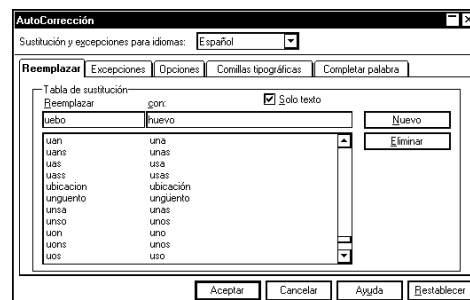 AutoCorrección
Sustitución y excepciones para idiomas: Español
Reemplazar Excepciones Opciones Comillas tipográficas Completar palabra
Tabla de sustitución
Reemplazar con: Solo texto
uebo huevo Nuevo
uan una Eliminar
uans unas
uas usa
uass usas
ubicacion ubicación
unguento ungüento
unsa unas
unso unos
uon uno
uons unos
uos uso
Aceptar Cancelar Ayuda Restablecer